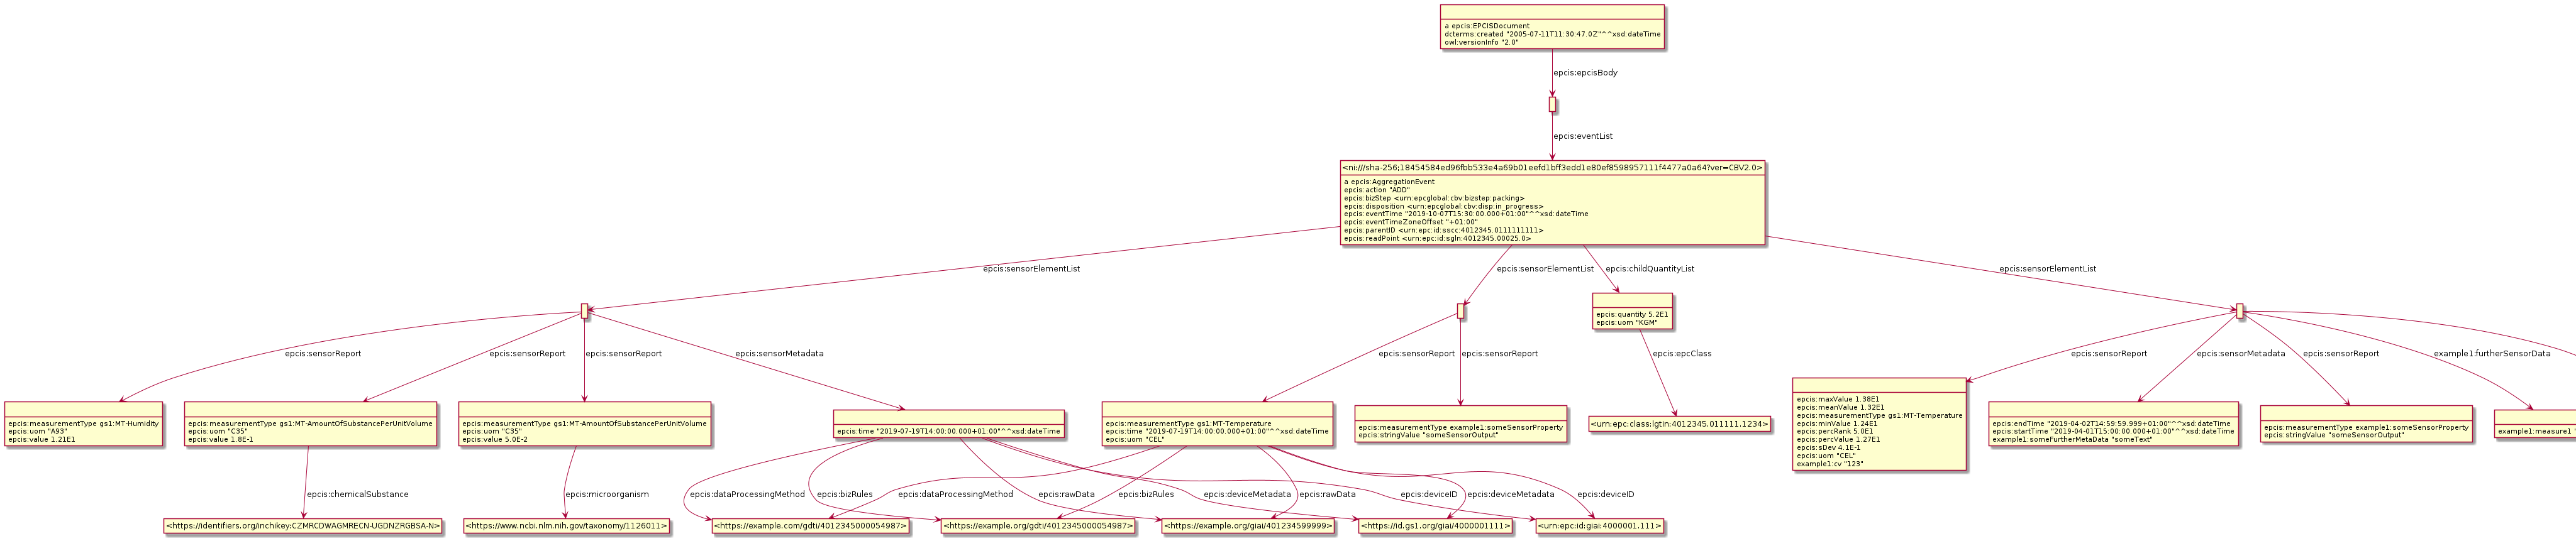 a epcis:EPCISDocument
dcterms:created "2005-07-11T11:30:47.0Z"^^xsd:dateTime
owl:versionInfo "2.0"
epcis:epcisBody
epcis:eventList
<ni:///sha-256;18454584ed96fbb533e4a69b01eefd1bff3edd1e80ef8598957111f4477a0a64?ver=CBV2.0>
a epcis:AggregationEvent
epcis:action "ADD"
epcis:bizStep <urn:epcglobal:cbv:bizstep:packing>
epcis:disposition <urn:epcglobal:cbv:disp:in_progress>
epcis:eventTime "2019-10-07T15:30:00.000+01:00"^^xsd:dateTime
epcis:eventTimeZoneOffset "+01:00"
epcis:parentID <urn:epc:id:sscc:4012345.0111111111>
epcis:readPoint <urn:epc:id:sgln:4012345.00025.0>
epcis:sensorElementList
epcis:sensorElementList
epcis:childQuantityList
epcis:sensorElementList
epcis:quantity 5.2E1
epcis:uom "KGM"
epcis:sensorReport
epcis:sensorReport
epcis:sensorReport
epcis:sensorMetadata
epcis:sensorReport
epcis:sensorReport
epcis:epcClass
epcis:sensorReport
epcis:sensorMetadata
epcis:sensorReport
example1:furtherSensorData
epcis:measurementType gs1:MT-Humidity
epcis:uom "A93"
epcis:value 1.21E1
epcis:measurementType gs1:MT-AmountOfSubstancePerUnitVolume
epcis:uom "C35"
epcis:value 1.8E-1
epcis:measurementType gs1:MT-AmountOfSubstancePerUnitVolume
epcis:uom "C35"
epcis:value 5.0E-2
epcis:time "2019-07-19T14:00:00.000+01:00"^^xsd:dateTime
epcis:measurementType gs1:MT-Temperature
epcis:time "2019-07-19T14:00:00.000+01:00"^^xsd:dateTime
epcis:uom "CEL"
epcis:measurementType example1:someSensorProperty
epcis:stringValue "someSensorOutput"
<urn:epc:class:lgtin:4012345.011111.1234>
epcis:maxValue 1.38E1
epcis:meanValue 1.32E1
epcis:measurementType gs1:MT-Temperature
epcis:minValue 1.24E1
epcis:percRank 5.0E1
epcis:percValue 1.27E1
epcis:sDev 4.1E-1
epcis:uom "CEL"
example1:cv "123"
epcis:endTime "2019-04-02T14:59:59.999+01:00"^^xsd:dateTime
epcis:startTime "2019-04-01T15:00:00.000+01:00"^^xsd:dateTime
example1:someFurtherMetaData "someText"
epcis:measurementType example1:someSensorProperty
epcis:stringValue "someSensorOutput"
example1:measure1 "
epcis:chemicalSubstance
epcis:microorganism
epcis:dataProcessingMethod
epcis:bizRules
epcis:dataProcessingMethod
epcis:rawData
epcis:bizRules
epcis:deviceMetadata
epcis:rawData
epcis:deviceID
epcis:deviceMetadata
epcis:deviceID
<https://identifiers.org/inchikey:CZMRCDWAGMRECN-UGDNZRGBSA-N>
<https://www.ncbi.nlm.nih.gov/taxonomy/1126011>
<https://example.com/gdti/4012345000054987>
<https://example.org/gdti/4012345000054987>
<https://example.org/giai/401234599999>
<https://id.gs1.org/giai/4000001111>
<urn:epc:id:giai:4000001.111>